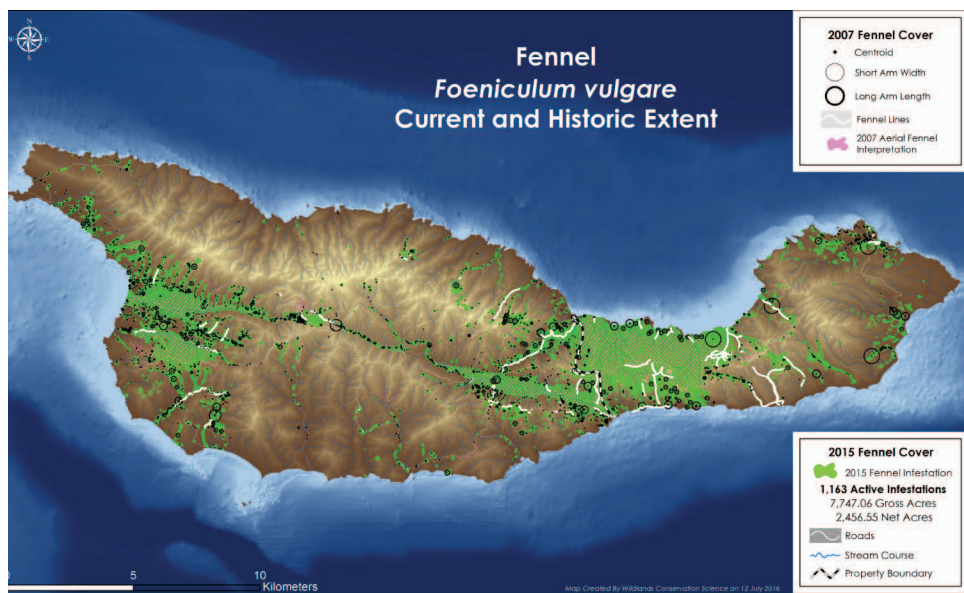 N
W E
S
Fennel
Foeniculum vulgare
Current and Historic Extent
2007 Fennel Cover
Centroid
Short Arm Width
Long Arm Length
Fennel Lines
2007 Aerial Fennel
Interpretation
2015 Fennel Cover
2015 Fennel Infestation
1,163 Active Infestations
7,747.06 Gross Acres
2,456.55 Net Acres
Roads
Stream Course
Property Boundary
0 5 10
Kilometers
Map Created By Wildlands Conservation Science on 12 July 2016